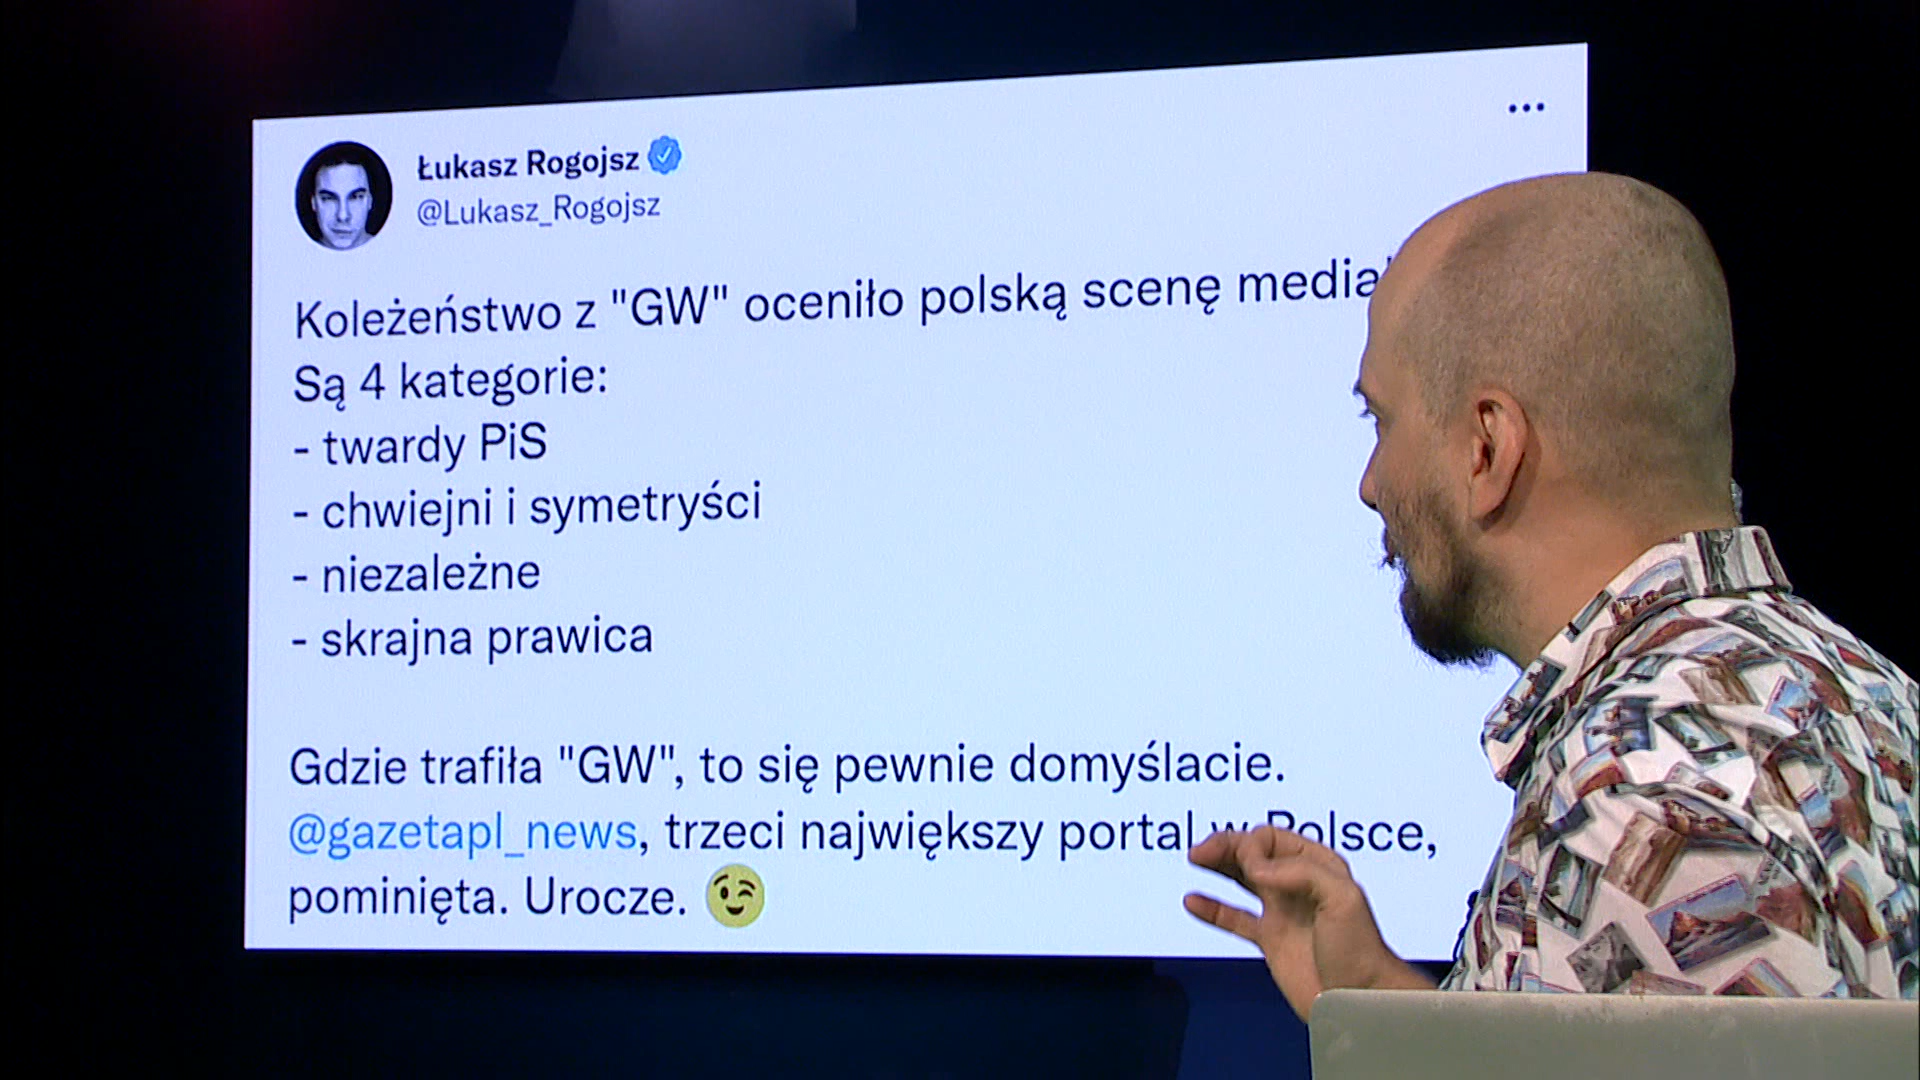 Łukasz Rogojsz
@Lukasz_Rogojsz
Koleżeństwo z "GW" oceniło polską scenę
Są 4 kategorie:
- twardy PiS
- chwiejni i symetryści
- niezależne
- skrajna prawica
Gdzie trafiła "GW", to się pewnie domyślacie.
@gazetapl_news, trzeci największy portal w Polsce,
pominięta. Urocze. 😉